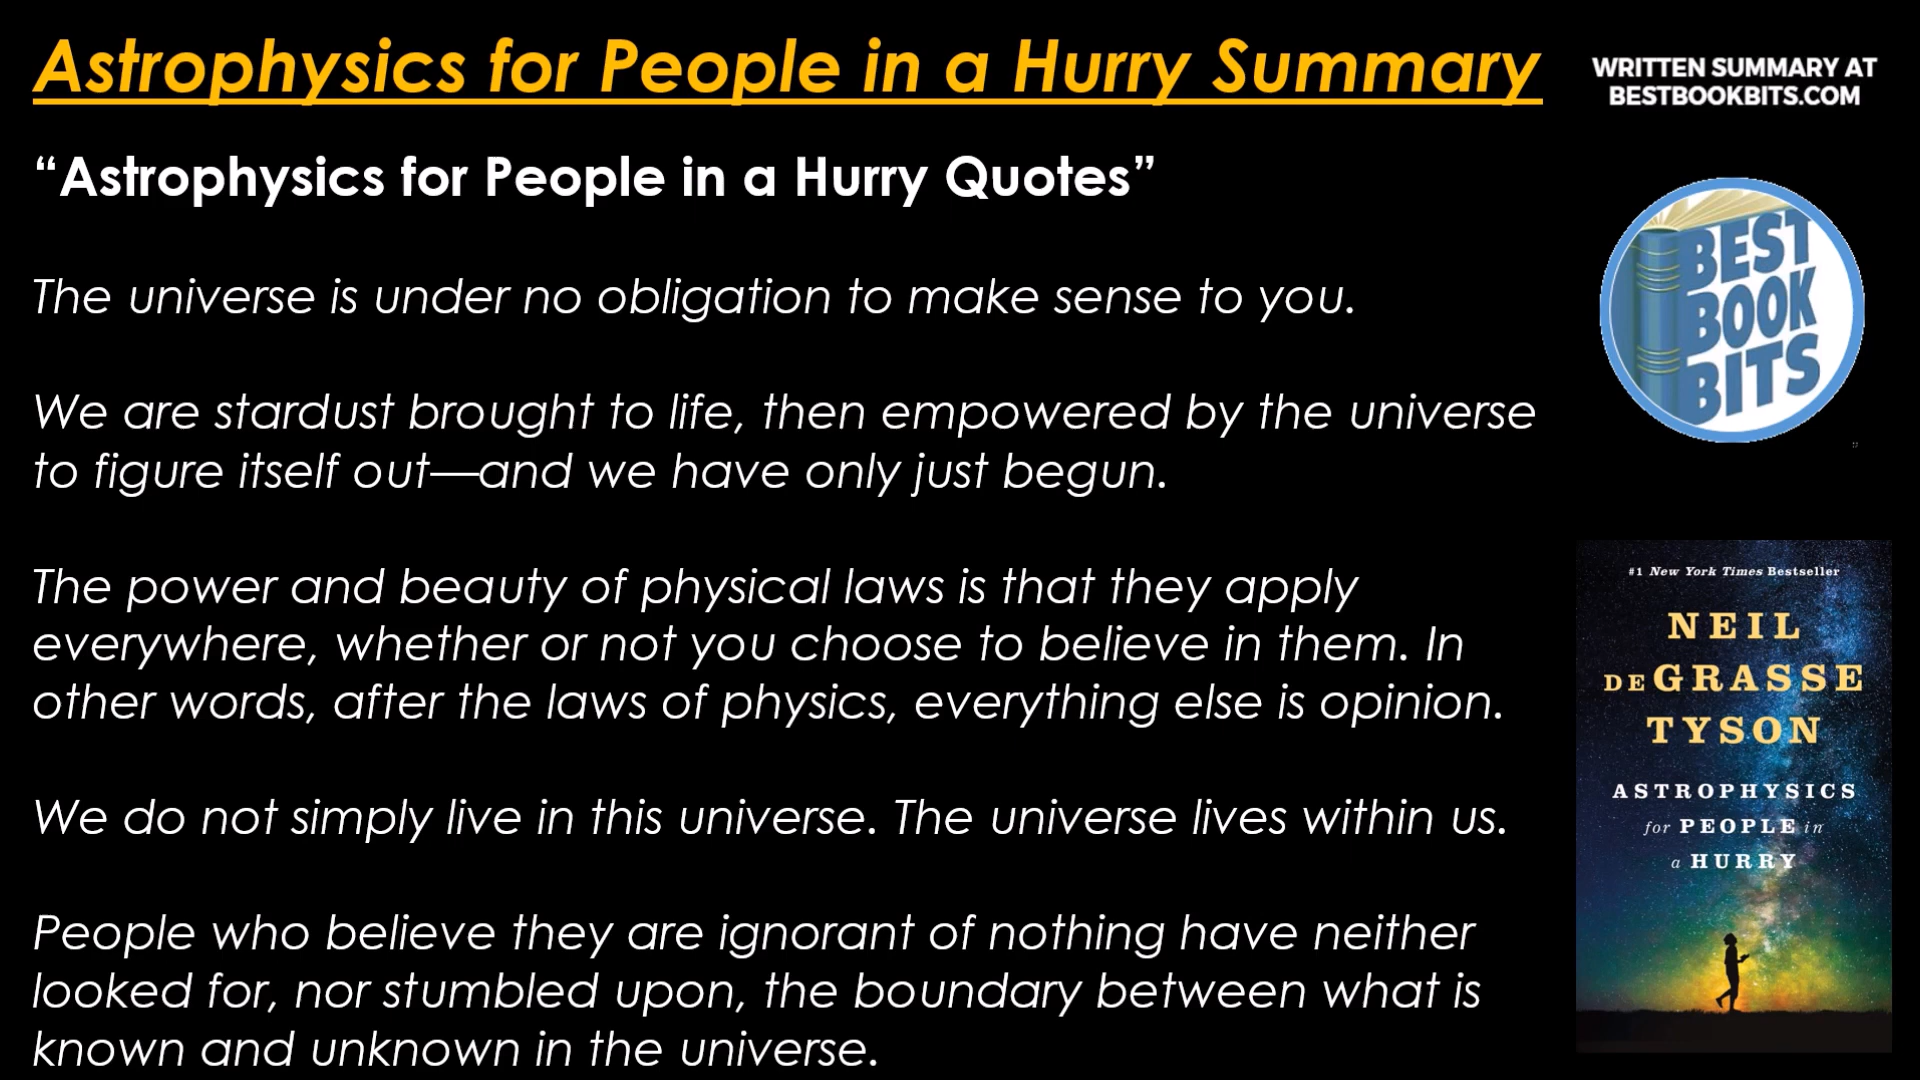 Astrophysics for People in a Hurry Summary
WRITTEN SUMMARY AT
BESTBOOKBITS.COM
“Astrophysics for People in a Hurry Quotes”
The universe is under no obligation to make sense to you.
We are stardust brought to life, then empowered by the universe
to figure itself out—and we have only just begun.
The power and beauty of physical laws is that they apply
everywhere, whether or not you choose to believe in them. In
other words, after the laws of physics, everything else is opinion.
We do not simply live in this universe. The universe lives within us.
People who believe they are ignorant of nothing have neither
looked for, nor stumbled upon, the boundary between what is
known and unknown in the universe.
BEST
BOOK
BITS
#1 New York Times Bestseller
NEIL
DEGRASSE
TYSON
ASTROPHYSICS
for PEOPLE in
a HURRY